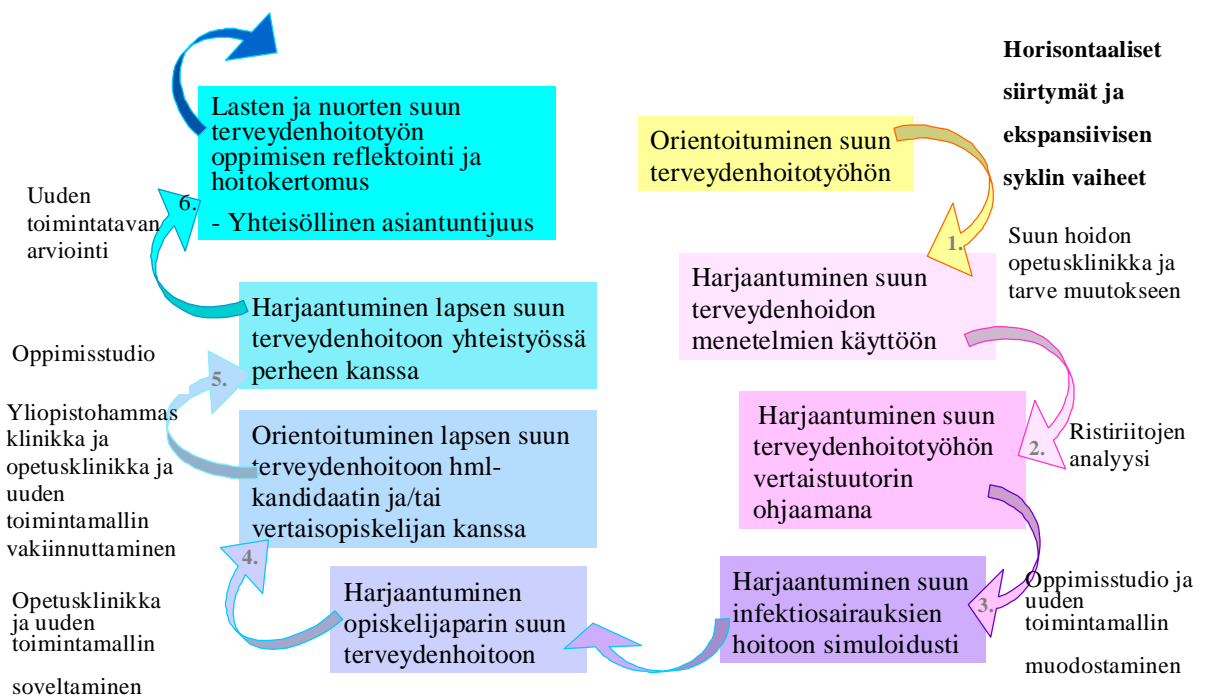 Horisontaaliset
siirtymät ja
ekspansiivisen
syklin vaiheet
Orientoituminen suun
terveydenhoitotyöhön
1.
Suun hoidon
opetusklinikka ja
tarve muutokseen
Harjaantuminen suun
terveydenhoidon
menetelmien käyttöön
2.
Ristiriitojen
analyysi
Harjaantuminen suun
terveydenhoitotyöhön
vertaistuutorin
ohjaamana
3.
Oppimisstudio ja
uuden
toimintamallin
muodostaminen
Harjaantuminen suun
infektiosairauksien
hoitoon simuloidusti
Harjaantuminen
opiskelijaparin suun
terveydenhoitoon
4.
Opetusklinikka
ja uuden
toimintamallin
soveltaminen
Orientoituminen lapsen suun
terveydenhoitoon hml-
kandidaatin ja/tai
vertaisopiskelijan kanssa
Yliopistohammas
klinikka ja
opetusklinikka ja
uuden
toimintamallin
vakiinnuttaminen
5.
Oppimisstudio
Harjaantuminen lapsen suun
terveydenhoitoon yhteistyössä
perheen kanssa
6.
Uuden
toimintatavan
arviointi
Lasten ja nuorten suun
terveydenhoitotyön
oppimisen reflektointi ja
hoitokertomus
- Yhteisöllinen asiantuntijuus